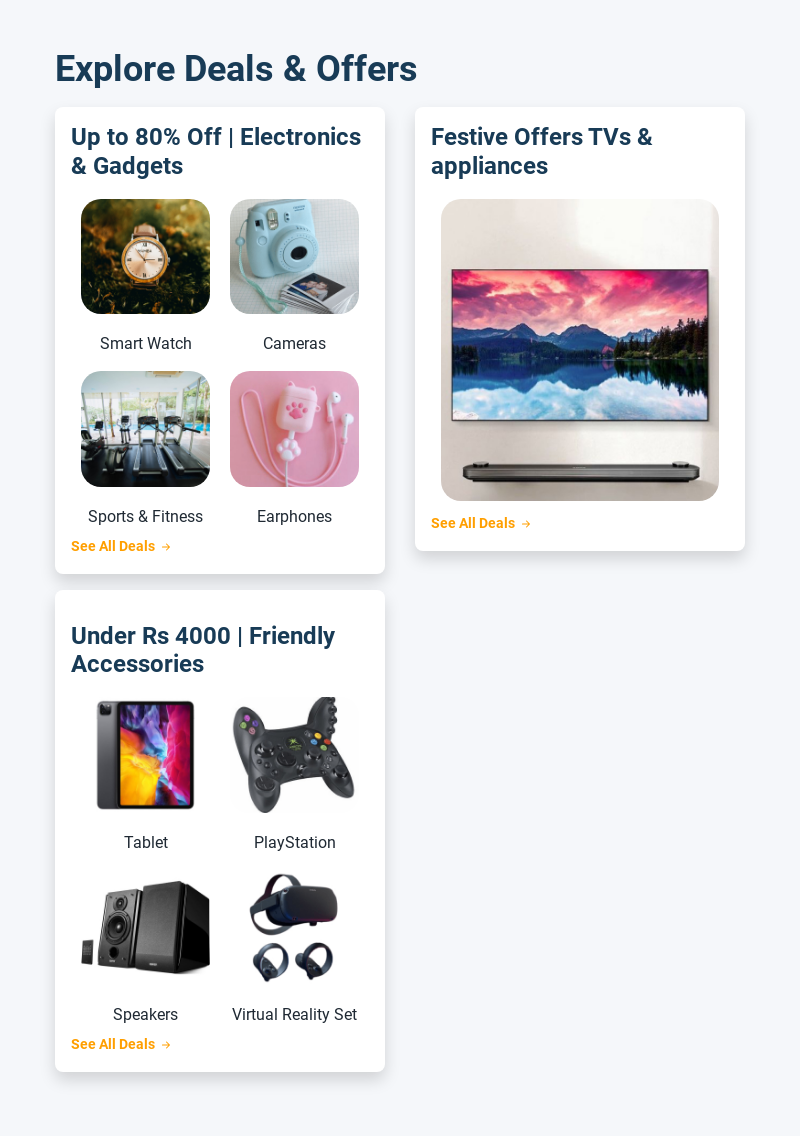 Explore Deals & Offers
Up to 80% Off | Electronics
& Gadgets
Smart Watch
Cameras
Sports & Fitness
Earphones
See All Deals →
Festive Offers TVs &
appliances
See All Deals →
Under Rs 4000 | Friendly
Accessories
Tablet
PlayStation
Speakers
Virtual Reality Set
See All Deals →